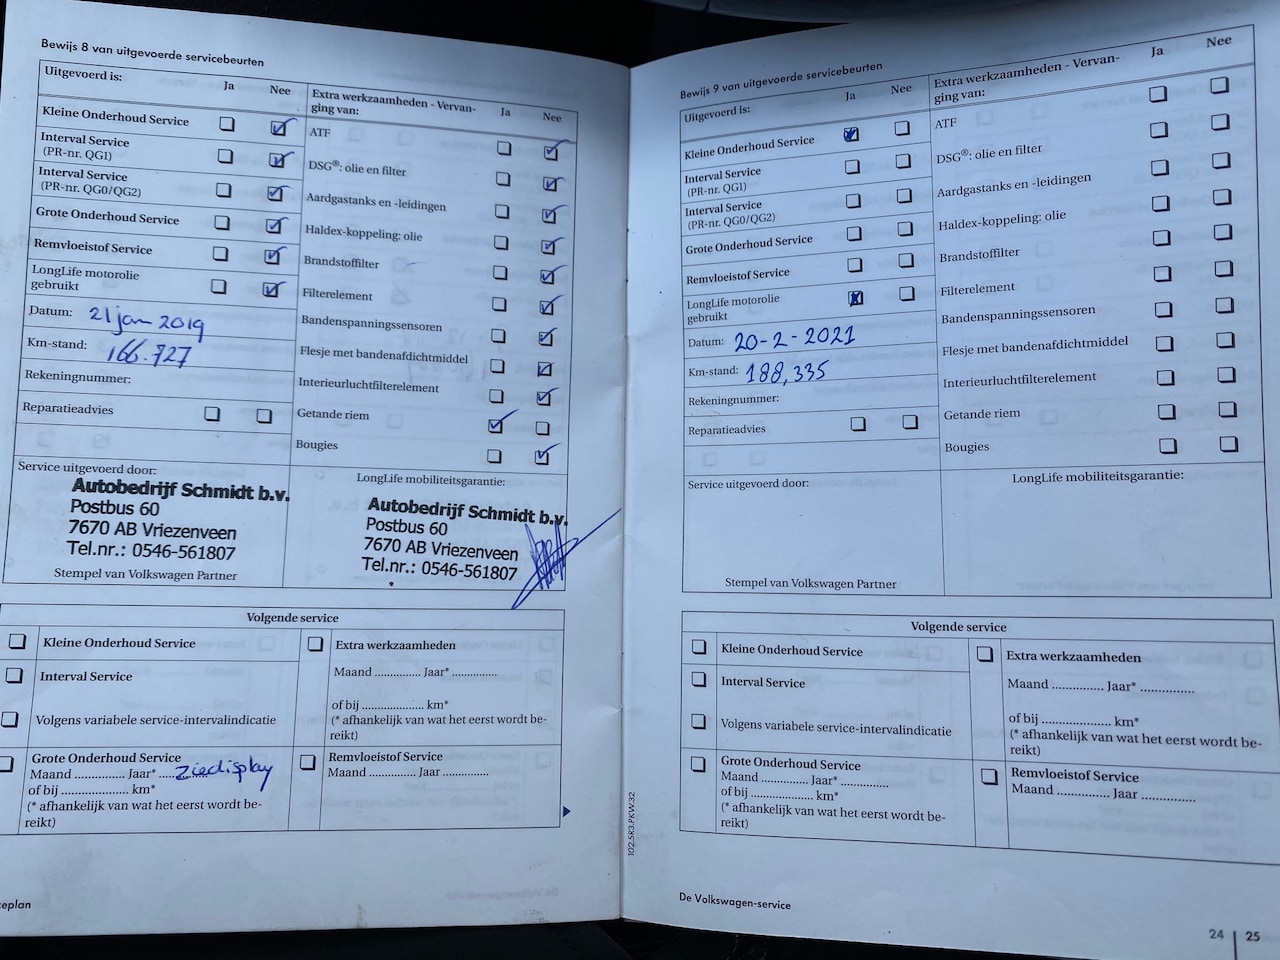 Bewijs 8 van uitgevoerde servicebeurten
Uitgevoerd is:
Ja
Nee
Kleine Onderhoud Service
Interval Service
(PR-nr. QG1)
Interval Service
(PR-nr. QG0/QG2)
Grote Onderhoud Service
Remvloeistof Service
LongLife motorolie
gebruikt
Datum: 21 jan 2019
Km-stand: 166.727
Rekeningnummer:
Reparatieadvies
Extra werkzaamheden - Vervan-
ging van:
Ja
Nee
ATF
DSG®: olie en filter
Aardgastanks en -leidingen
Haldex-koppeling: olie
Brandstoffilter
Filterelement
Bandenspanningssensoren
Flesje met bandenafdichtmiddel
Interieurluchtfilterelement
Getande riem
Bougies
Service uitgevoerd door:
Autobedrijf Schmidt b.v.
Postbus 60
7670 AB Vriezenveen
Tel.nr.: 0546-561807
Stempel van Volkswagen Partner
LongLife mobiliteitsgarantie:
Autobedrijf Schmidt b.v.
Postbus 60
7670 AB Vriezenveen
Tel.nr.: 0546-561807
Volgende service
Kleine Onderhoud Service
Interval Service
Volgens variabele service-intervalindicatie
Grote Onderhoud Service
Maand ............. Jaar* ..... Ziedisplay
of bij ..................... km*
(* afhankelijk van wat het eerst wordt be-
reikt)
Extra werkzaamheden
Maand ............. Jaar* .............
of bij ..................... km*
(* afhankelijk van wat het eerst wordt be-
reikt)
Remvloeistof Service
Maand ............. Jaar .............
eplan
102.5R3.PKW.32
Bewijs 9 van uitgevoerde servicebeurten
Uitgevoerd is:
Ja
Nee
Kleine Onderhoud Service
Interval Service
(PR-nr. QG1)
Interval Service
(PR-nr. QG0/QG2)
Grote Onderhoud Service
Remvloeistof Service
LongLife motorolie
gebruikt
Datum: 20-2-2021
Km-stand: 188,335
Rekeningnummer:
Reparatieadvies
Extra werkzaamheden - Vervan-
ging van:
Ja
Nee
ATF
DSG®: olie en filter
Aardgastanks en -leidingen
Haldex-koppeling: olie
Brandstoffilter
Filterelement
Bandenspanningssensoren
Flesje met bandenafdichtmiddel
Interieurluchtfilterelement
Getande riem
Bougies
Service uitgevoerd door:
Stempel van Volkswagen Partner
LongLife mobiliteitsgarantie:
Volgende service
Kleine Onderhoud Service
Interval Service
Volgens variabele service-intervalindicatie
Grote Onderhoud Service
Maand ............. Jaar* .............
of bij ..................... km*
(* afhankelijk van wat het eerst wordt be-
reikt)
Extra werkzaamheden
Maand ............. Jaar* .............
of bij ..................... km*
(* afhankelijk van wat het eerst wordt be-
reikt)
Remvloeistof Service
Maand ............. Jaar .............
De Volkswagen-service
24 | 25